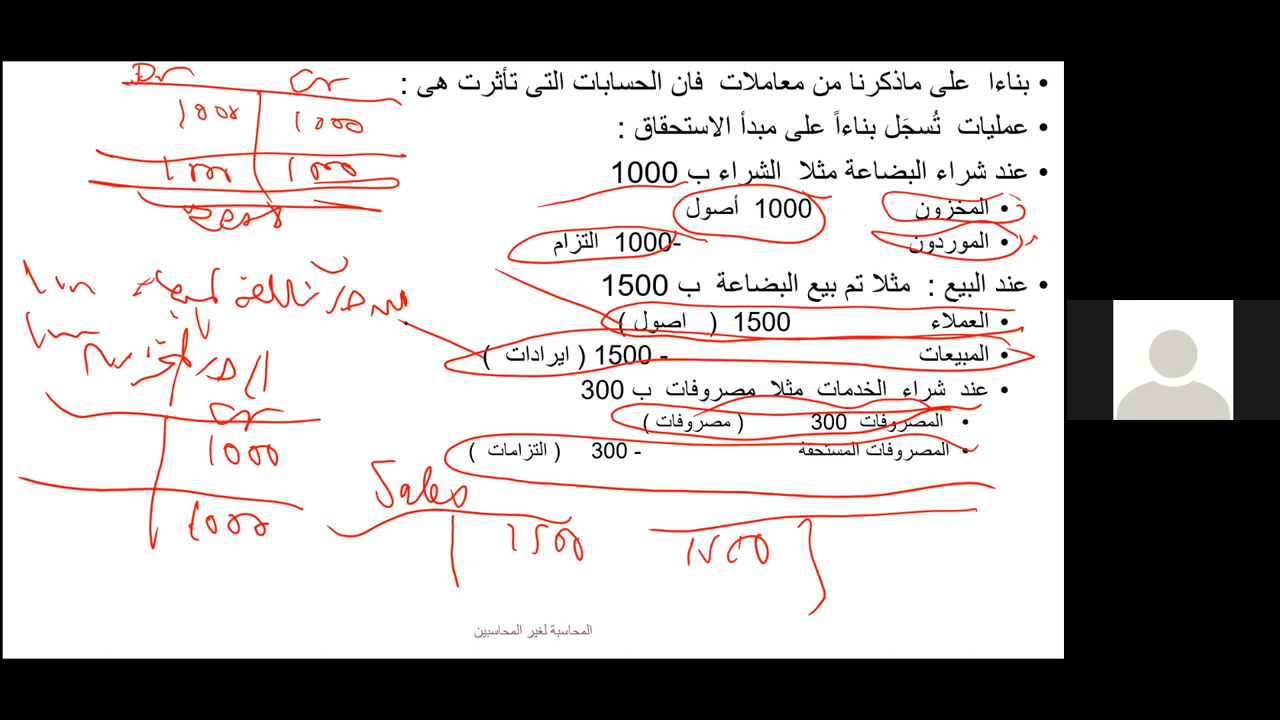 • بناءا على ماذكرنا من معاملات فان الحسابات التى تأثرت هى :
• عمليات تُسجَل بناءاً على مبدأ الاستحقاق :
• عند شراء البضاعة مثلا الشراء ب 1000
• المخزون 1000 أصول
• الموردون -1000 التزام
• عند البيع : مثلا تم بيع البضاعة ب 1500
• العملاء 1500 ( اصول )
• المبيعات - 1500 ( ايرادات )
• عند شراء الخدمات مثلا مصروفات ب 300
• المصروفات 300 ( مصروفات )
• المصروفات المستحقة - 300 ( التزامات )
Dr Cr
1000 1000
1000 1000
Zero
Cr
1000
1000
Sales
1500 1500
المحاسبة لغير المحاسبين